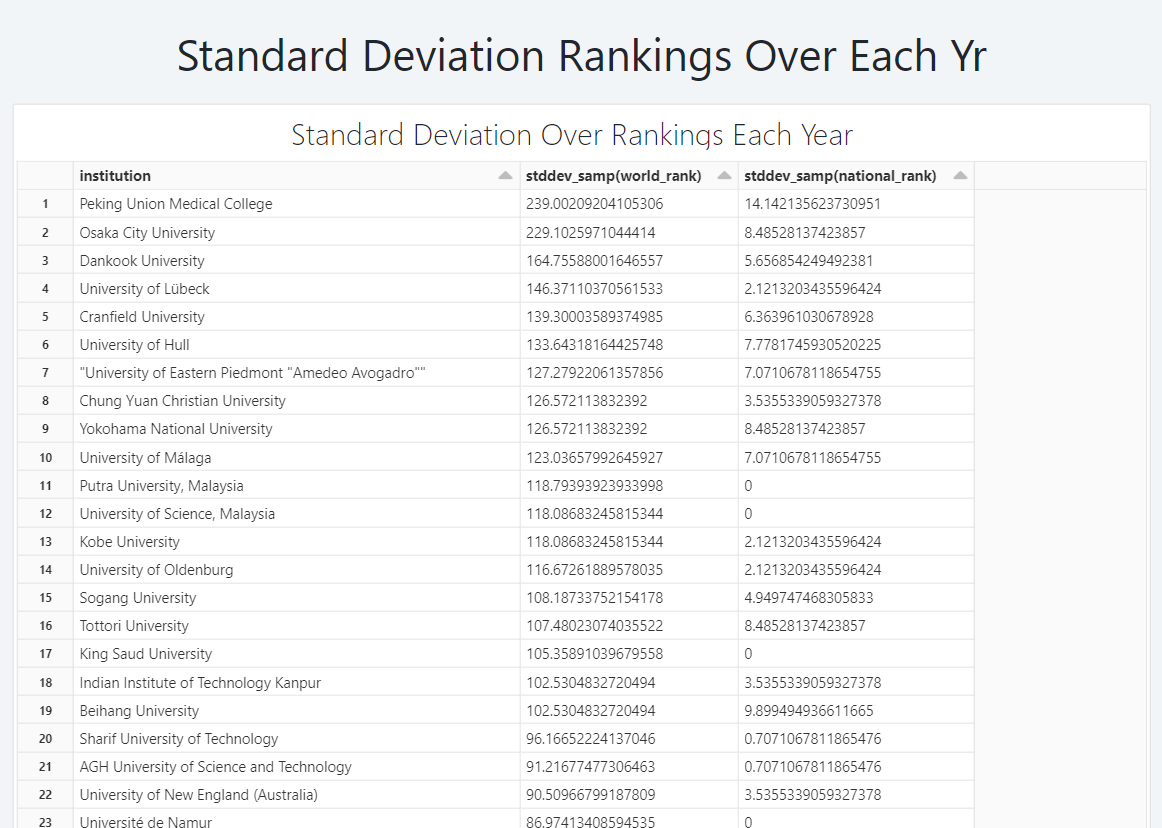 Standard Deviation Rankings Over Each Yr
Standard Deviation Over Rankings Each Year
institution stddev_samp(world_rank) stddev_samp(national_rank)
1 Peking Union Medical College 239.00209204105306 14.142135623730951
2 Osaka City University 229.1025971044414 8.48528137423857
3 Dankook University 164.75588001646557 5.656854249492381
4 University of Lübeck 146.37110370561533 2.1213203435596424
5 Cranfield University 139.30003589374985 6.363961030678928
6 University of Hull 133.64318164425748 7.7781745930520225
7 "University of Eastern Piedmont "Amedeo Avogadro"" 127.27922061357856 7.0710678118654755
8 Chung Yuan Christian University 126.572113832392 3.5355339059327378
9 Yokohama National University 126.572113832392 8.48528137423857
10 University of Málaga 123.03657992645927 7.0710678118654755
11 Putra University, Malaysia 118.79393923933998 0
12 University of Science, Malaysia 118.08683245815344 0
13 Kobe University 118.08683245815344 2.1213203435596424
14 University of Oldenburg 116.67261889578035 2.1213203435596424
15 Sogang University 108.18733752154178 4.949747468305833
16 Tottori University 107.48023074035522 8.48528137423857
17 King Saud University 105.35891039679558 0
18 Indian Institute of Technology Kanpur 102.5304832720494 3.5355339059327378
19 Beihang University 102.5304832720494 9.899494936611665
20 Sharif University of Technology 96.16652224137046 0.7071067811865476
21 AGH University of Science and Technology 91.21677477306463 0.7071067811865476
22 University of New England (Australia) 90.50966799187809 3.5355339059327378
23 Université de Namur 86.97413408594535 0